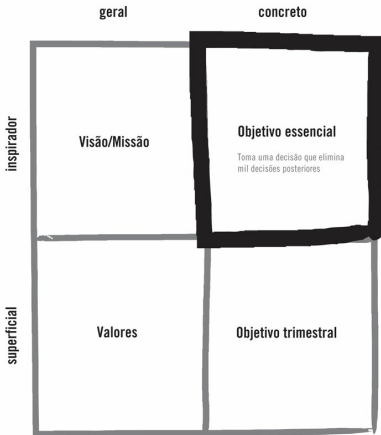 geral
concreto
inspirador
Visão/Missão
Objetivo essencial
Toma uma decisão que elimina
mil decisões posteriores
superficial
Valores
Objetivo trimestral